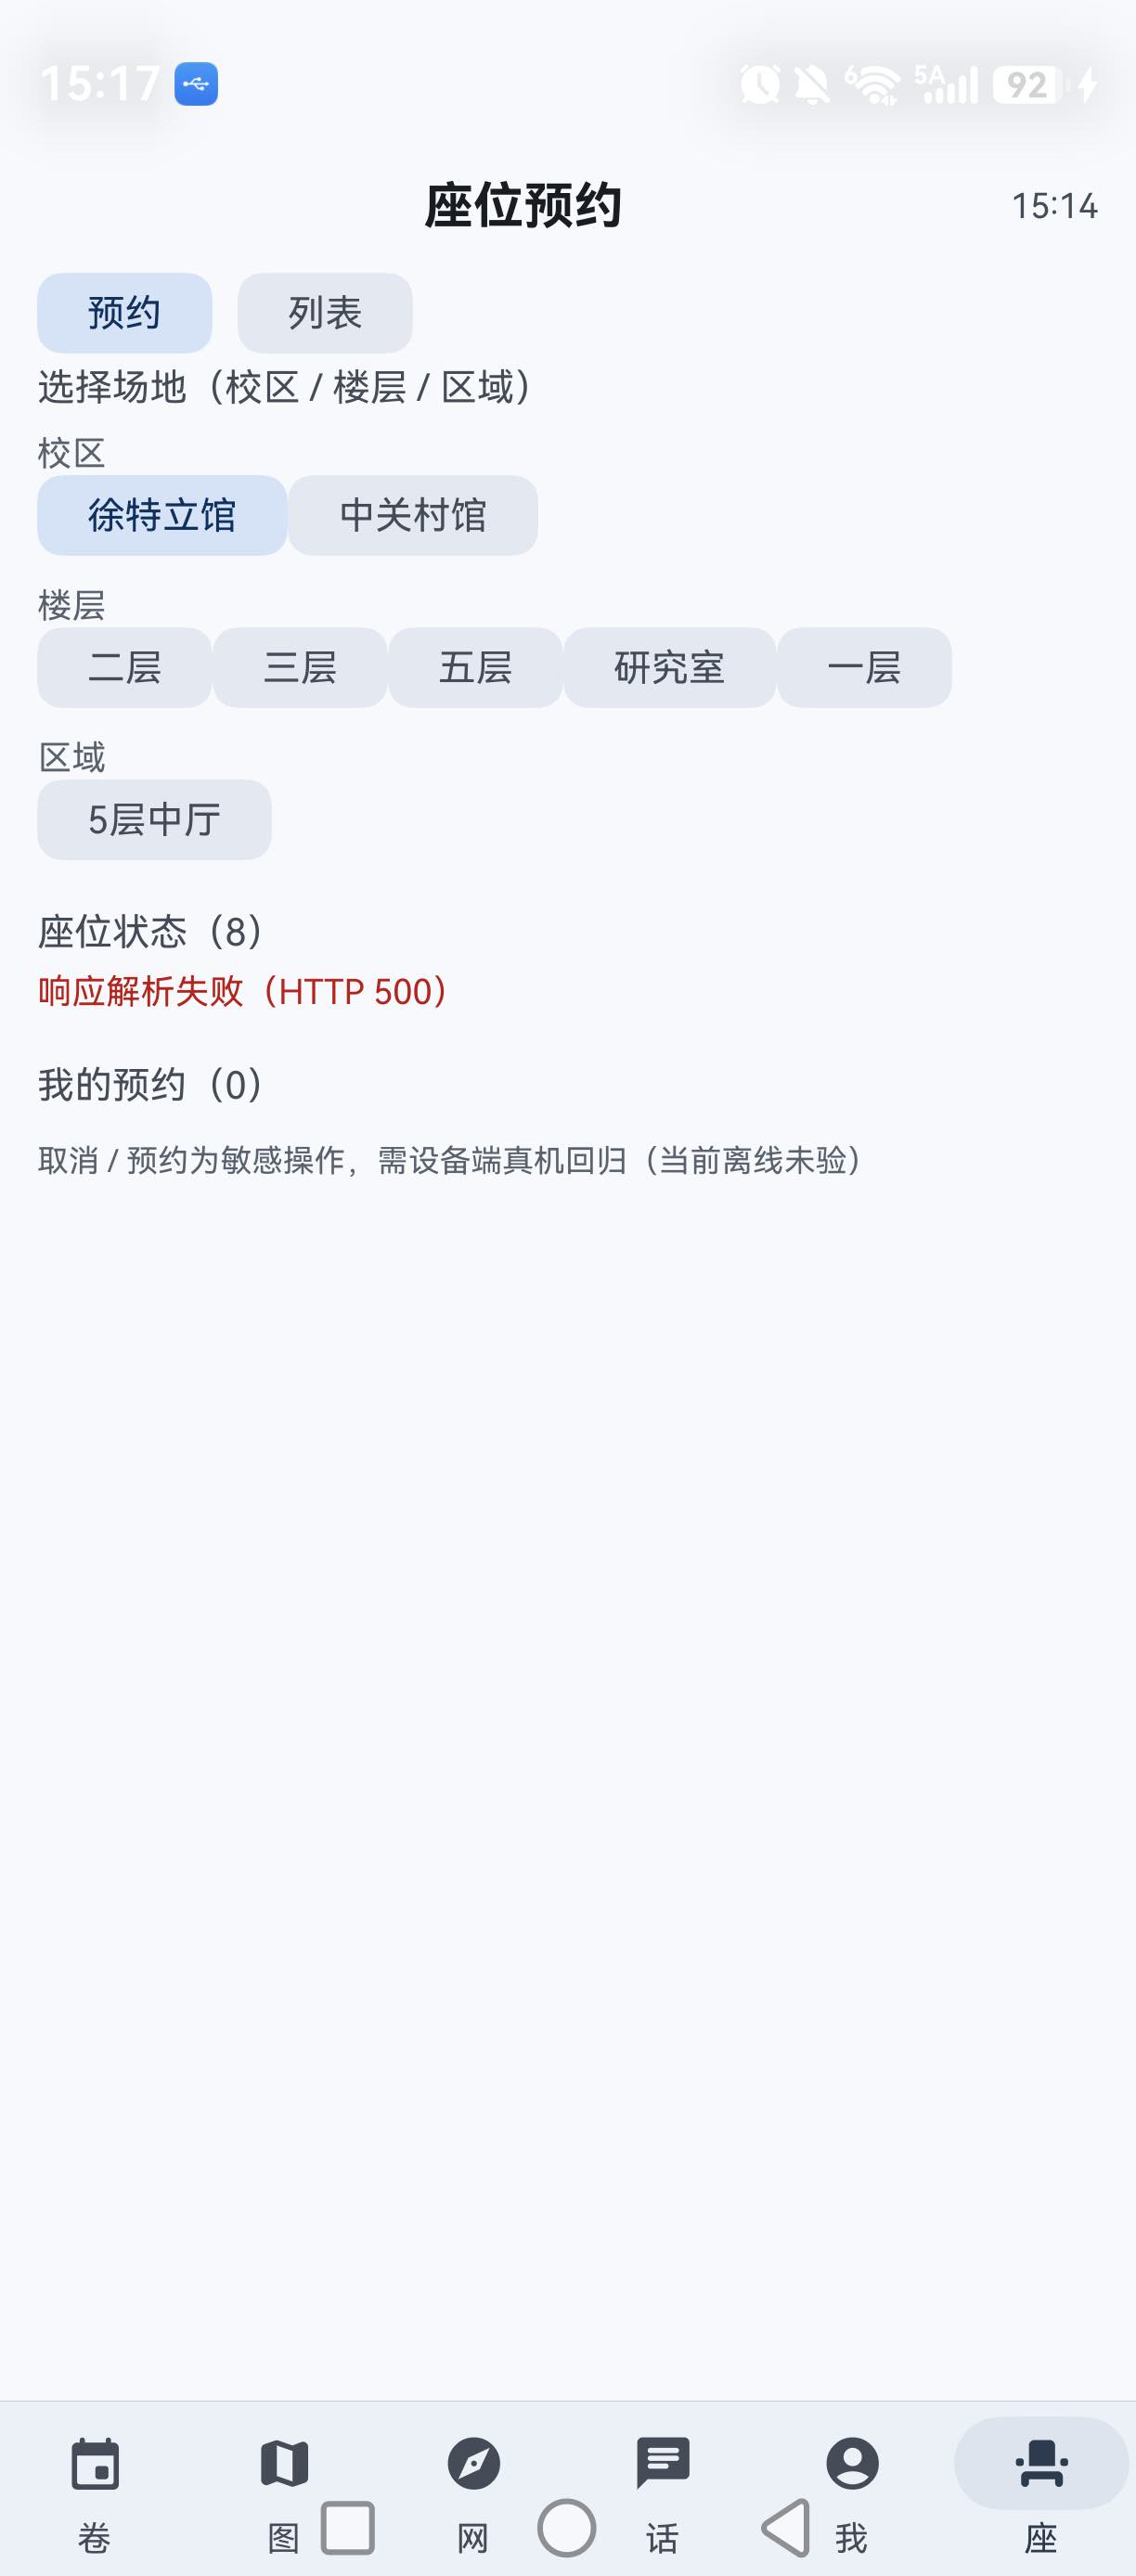 15:17 6 5A 92
座位预约 15:14
预约 列表
选择场地（校区 / 楼层 / 区域）
校区
徐特立馆 中关村馆
楼层
二层 三层 五层 研究室 一层
区域
5层中厅
座位状态（8）
响应解析失败（HTTP 500）
我的预约（0）
取消 / 预约为敏感操作，需设备端真机回归（当前离线未验）
卷 图 网 话 我 座